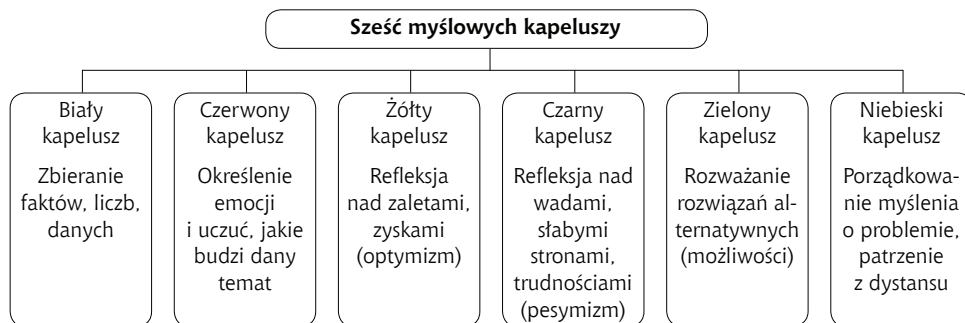 Sześć myślowych kapeluszy
Biały
kapelusz
Zbieranie
faktów, liczb,
danych
Czerwony
kapelusz
Określenie
emocji
i uczuć, jakie
budzi dany
temat
Żółty
kapelusz
Refleksja
nad zaletami,
zyskami
(optymizm)
Czarny
kapelusz
Refleksja nad
wadami,
słabymi
stronami,
trudnościami
(pesymizm)
Zielony
kapelusz
Rozważanie
rozwiązań al-
ternatywnych
(możliwości)
Niebieski
kapelusz
Porządkowa-
nie myślenia
o problemie,
patrzenie
z dystansu